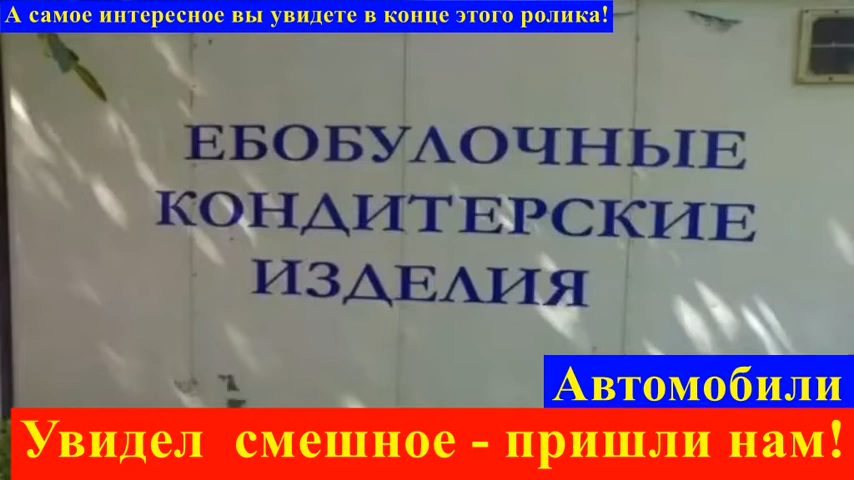 А самое интересное вы увидете в конце этого ролика!
ЕБОБУЛОЧНЫЕ
КОНДИТЕРСКИЕ
ИЗДЕЛИЯ
Автомобили
Увидел смешное - пришли нам!